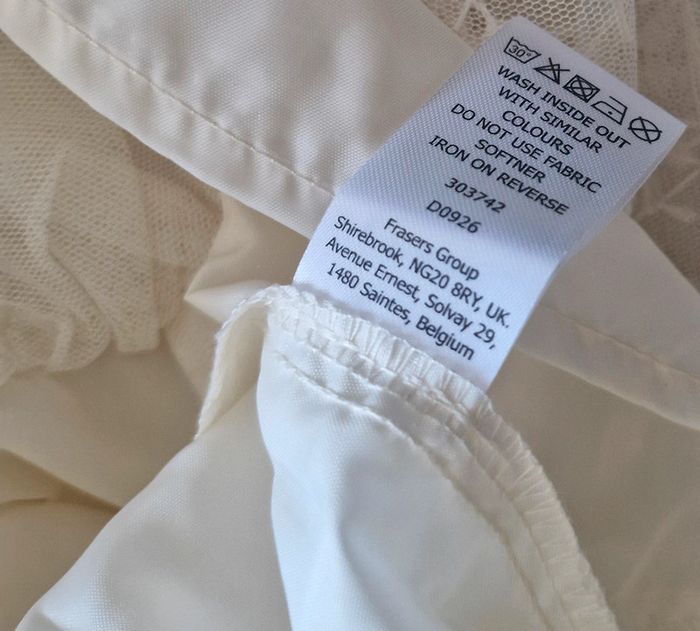 30°
WASH INSIDE OUT
WITH SIMILAR
COLOURS
DO NOT USE FABRIC
SOFTNER
IRON ON REVERSE
303742
D0926
Frasers Group
Shirebrook, NG20 8RY, UK.
Avenue Ernest, Solvay 29,
1480 Saintes, Belgium